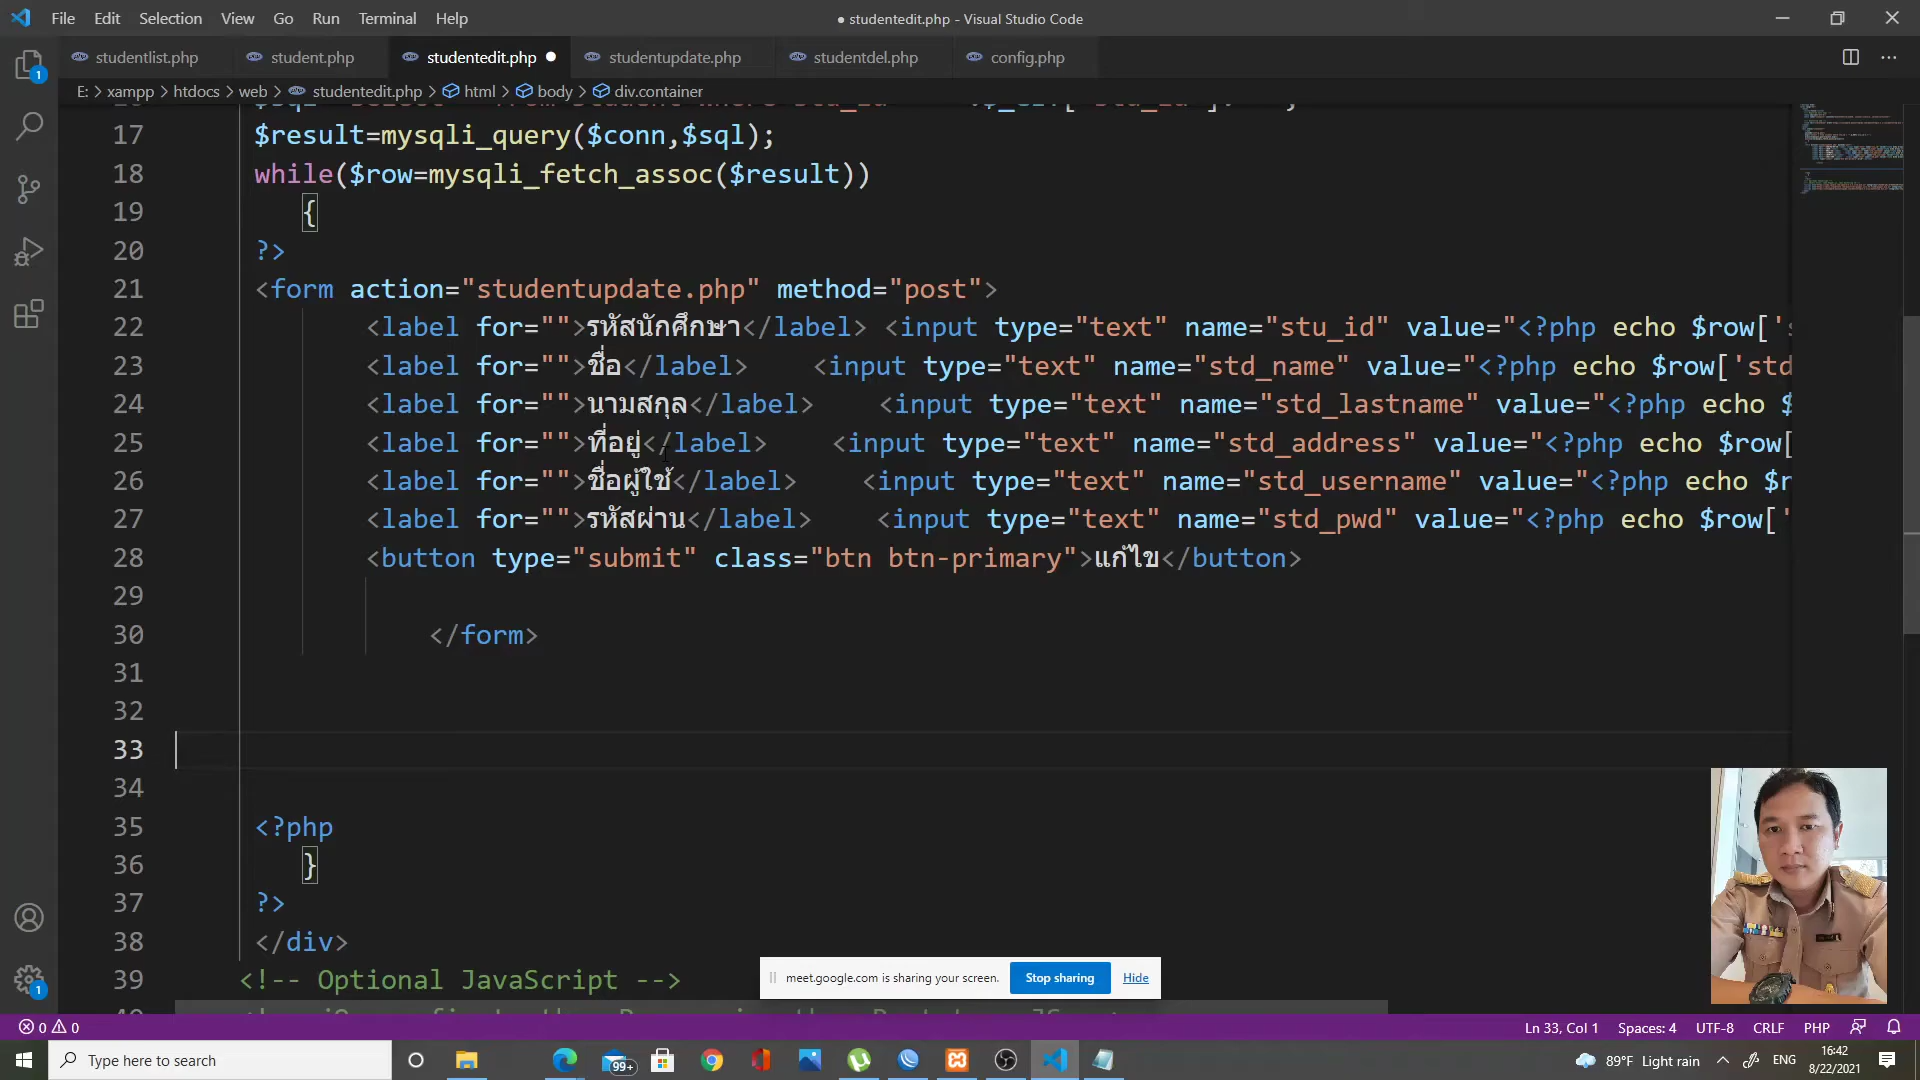 File Edit Selection View Go Run Terminal Help
● studentedit.php - Visual Studio Code
studentlist.php student.php studentedit.php ● studentupdate.php studentdel.php config.php
E: > xampp > htdocs > web > studentedit.php > html > body > div.container
17 $result=mysqli_query($conn,$sql);
18 while($row=mysqli_fetch_assoc($result))
19 {
20 ?>
21 <form action="studentupdate.php" method="post">
22 <label for="">รหัสนักศึกษา</label> <input type="text" name="stu_id" value="<?php echo $row['s
23 <label for="">ชื่อ</label> <input type="text" name="std_name" value="<?php echo $row['std
24 <label for="">นามสกุล</label> <input type="text" name="std_lastname" value="<?php echo $
25 <label for="">ที่อยู่</label> <input type="text" name="std_address" value="<?php echo $row[
26 <label for="">ชื่อผู้ใช้</label> <input type="text" name="std_username" value="<?php echo $r
27 <label for="">รหัสผ่าน</label> <input type="text" name="std_pwd" value="<?php echo $row['
28 <button type="submit" class="btn btn-primary">แก้ไข</button>
29
30 </form>
31
32
33
34
35 <?php
36 }
37 ?>
38 </div>
39 <!-- Optional JavaScript -->
meet.google.com is sharing your screen. Stop sharing Hide
0 0 Ln 33, Col 1 Spaces: 4 UTF-8 CRLF PHP
Type here to search 99+ 89°F Light rain ENG 16:42
8/22/2021